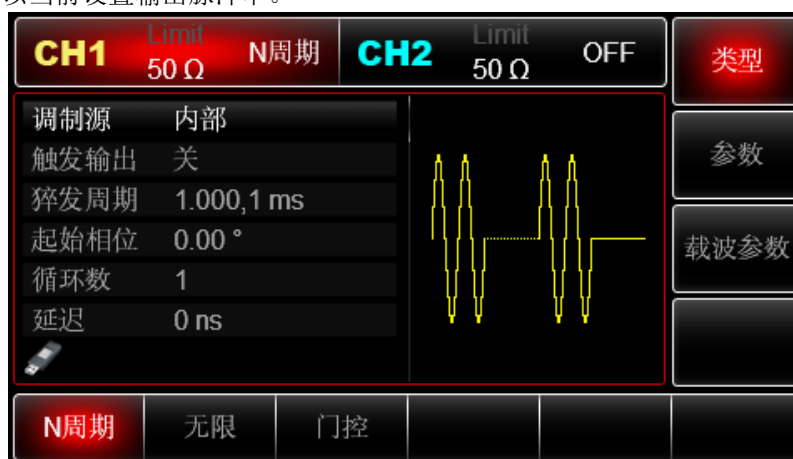 以当前设置输出脉冲串。
CH1 Limit 50 Ω N周期 CH2 Limit 50 Ω OFF
类型
调制源 内部
触发输出 关
猝发周期 1.000,1 ms
起始相位 0.00 °
循环数 1
延迟 0 ns
参数
载波参数
N周期 无限 门控